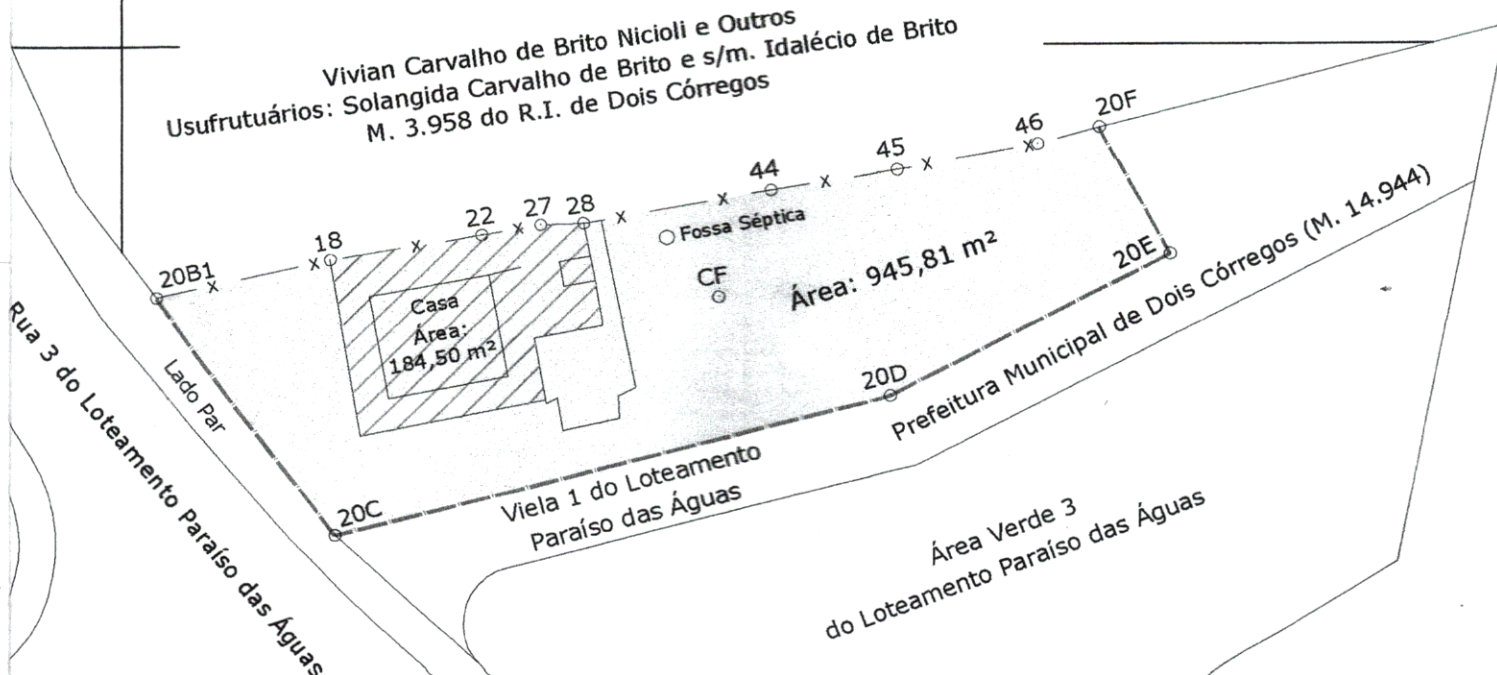 Vivian Carvalho de Brito Nicioli e Outros
Usufrutuários: Solangida Carvalho de Brito e s/m. Idalécio de Brito
M. 3.958 do R.I. de Dois Córregos
20F
46
45
44
28
27
22
18
20B1
Fossa Séptica
CF
Área: 945,81 m²
20E
Casa
Área:
184,50 m²
20D
20C
Lado Par
Rua 3 do Loteamento Paraíso das Águas
Viela 1 do Loteamento
Paraíso das Águas
Prefeitura Municipal de Dois Córregos (M. 14.944)
Área Verde 3
do Loteamento Paraíso das Águas
x
x
x
x
x
x
x
x
x